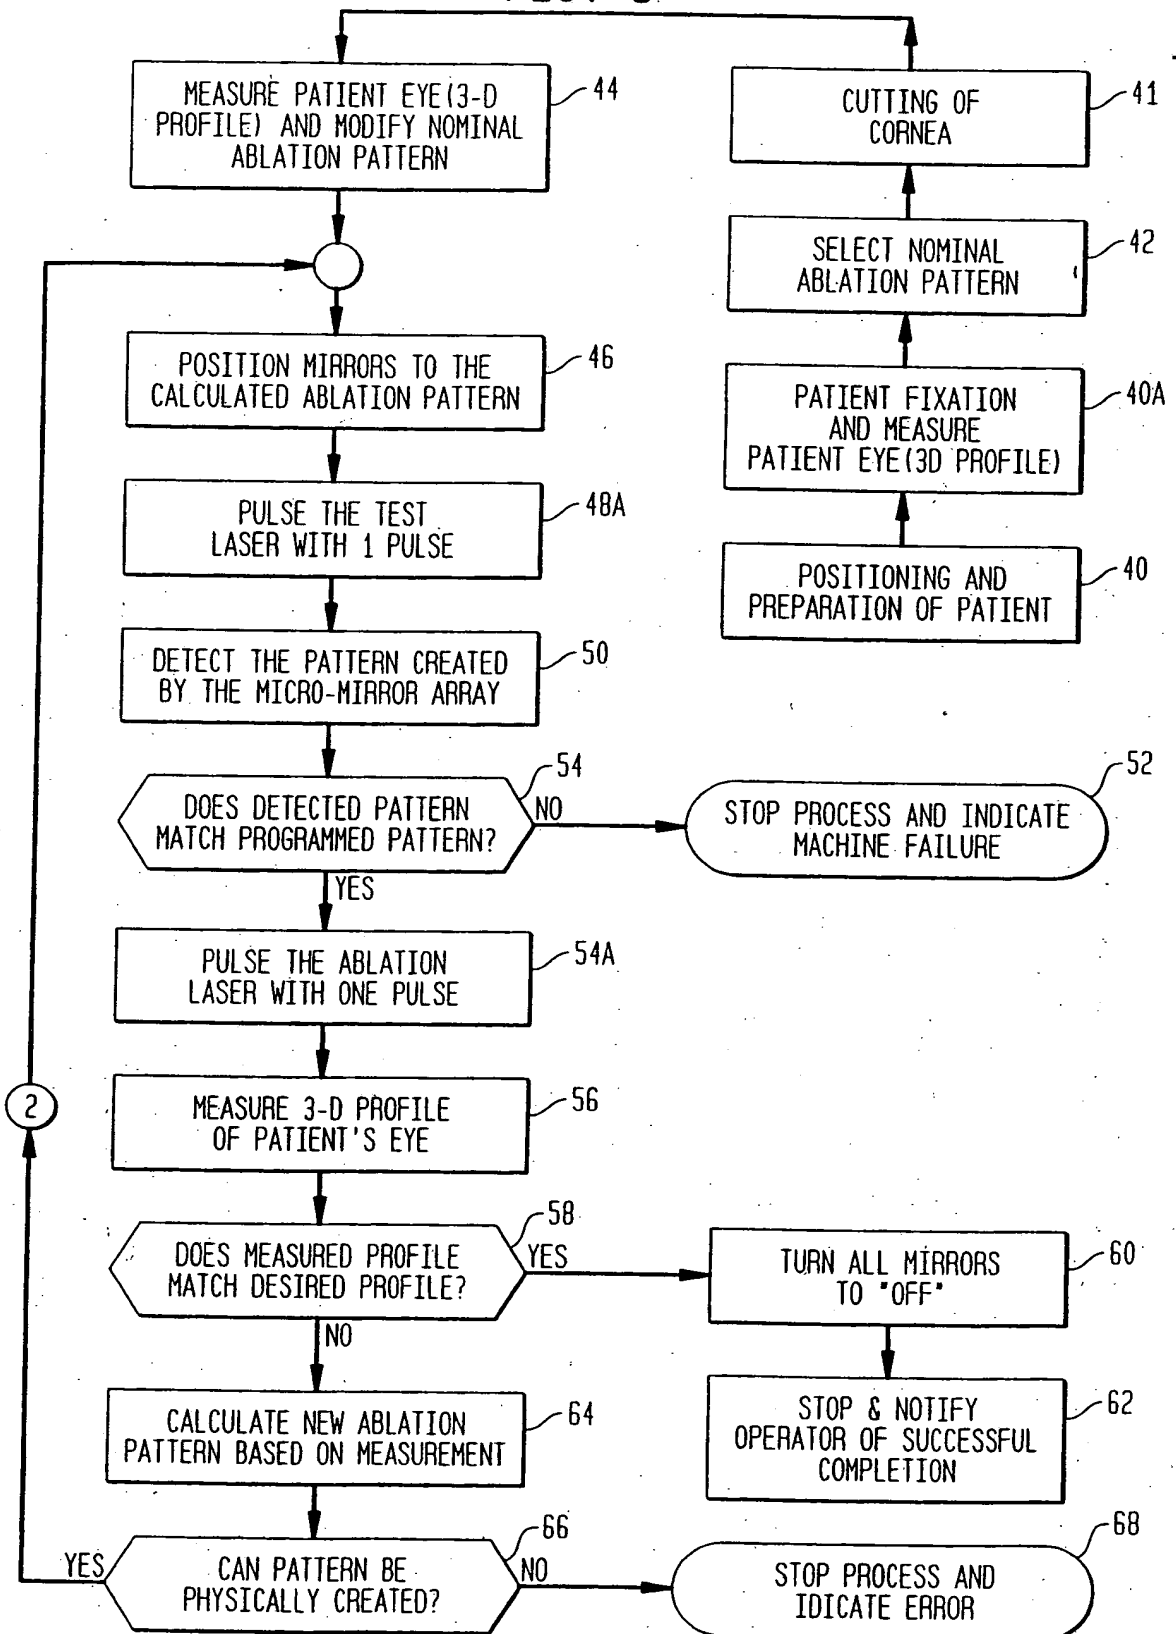 MEASURE PATIENT EYE(3-D
PROFILE) AND MODIFY NOMINAL
ABLATION PATTERN
44
CUTTING OF
CORNEA
41
SELECT NOMINAL
ABLATION PATTERN
42
POSITION MIRRORS TO THE
CALCULATED ABLATION PATTERN
46
PATIENT FIXATION
AND MEASURE
PATIENT EYE(3D PROFILE)
40A
PULSE THE TEST
LASER WITH 1 PULSE
48A
POSITIONING AND
PREPARATION OF PATIENT
40
DETECT THE PATTERN CREATED
BY THE MICRO-MIRROR ARRAY
50
DOES DETECTED PATTERN
MATCH PROGRAMMED PATTERN?
54
NO
STOP PROCESS AND INDICATE
MACHINE FAILURE
52
YES
PULSE THE ABLATION
LASER WITH ONE PULSE
54A
2
MEASURE 3-D PROFILE
OF PATIENT'S EYE
56
DOES MEASURED PROFILE
MATCH DESIRED PROFILE?
58
YES
TURN ALL MIRRORS
TO "OFF"
60
NO
CALCULATE NEW ABLATION
PATTERN BASED ON MEASUREMENT
64
STOP & NOTIFY
OPERATOR OF SUCCESSFUL
COMPLETION
62
YES
CAN PATTERN BE
PHYSICALLY CREATED?
66
NO
STOP PROCESS AND
IDICATE ERROR
68